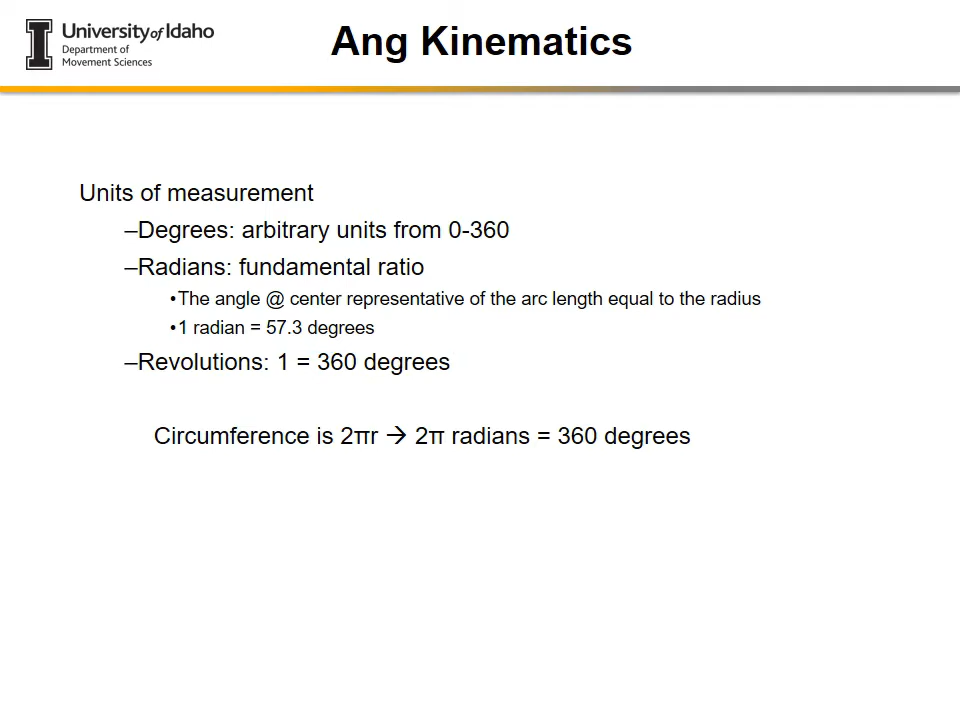 University of Idaho
Department of
Movement Sciences
Ang Kinematics
Units of measurement
–Degrees: arbitrary units from 0-360
–Radians: fundamental ratio
•The angle @ center representative of the arc length equal to the radius
•1 radian = 57.3 degrees
–Revolutions: 1 = 360 degrees
Circumference is 2πr → 2π radians = 360 degrees